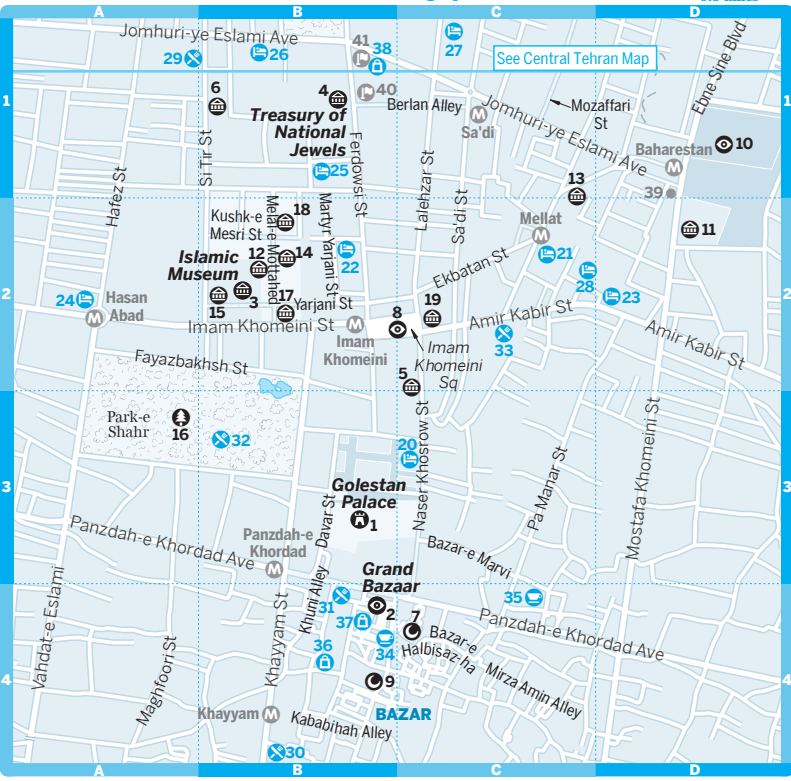 A
B
C
D
Jomhuri-ye Eslami Ave
29
26
41
38
27
See Central Tehran Map
Ebne Sine Blvd
1
1
6
4
40
Berlan Alley
Mozaffari
St
Treasury of
National
Jewels
Sa'di
Jomhuri-ye Eslami Ave
Baharestan
10
Si Tir St
Ferdowsi St
Hafez St
25
Lalehzar St
Sa'di St
13
39
Kushk-e
Mesri St
18
Mellat-e-Mottahed
Martyr Yarjani St
Mellat
11
Islamic
Museum
12
14
22
Ekbatan St
21
28
23
2
2
24
Hasan
Abad
15
3
17
Yarjani St
8
19
Amir Kabir St
Imam Khomeini St
Imam
Khomeini
Imam
Khomeini
Sq
33
Amir Kabir St
Fayazbakhsh St
5
Park-e
Shahr
16
32
20
Naser Khosrow St
Pa Manar St
Mostafa Khomeini St
3
3
Golestan
Palace
1
Davar St
Panzdah-e Khordad Ave
Panzdah-e
Khordad
Bazar-e Marvi
Grand
Bazaar
Khuni Alley
31
2
7
35
Panzdah-e Khordad Ave
37
34
Bazar-e
Halbisaz-ha
Vahdat-e Eslami
Maghfoori St
Khayyam St
36
Mirza Amin Alley
4
4
9
Khayyam
Kababihah Alley
BAZAR
30
A
B
C
D